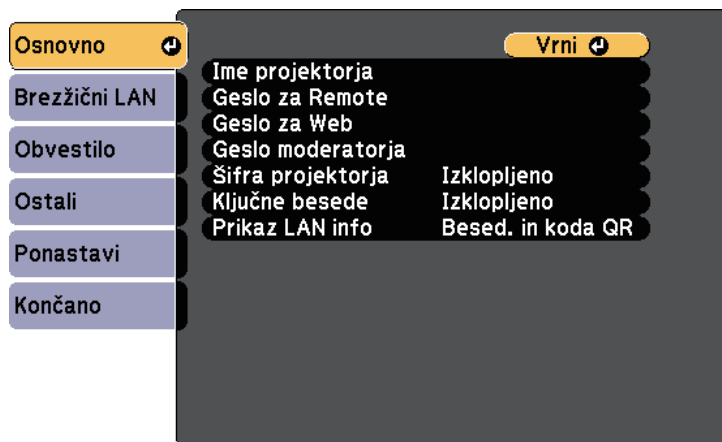 Osnovno
Brezžični LAN
Obvestilo
Ostali
Ponastavi
Končano
Vrni
Ime projektorja
Geslo za Remote
Geslo za Web
Geslo moderatorja
Šifra projektorja Izklopljeno
Ključne besede Izklopljeno
Prikaz LAN info Besed. in koda QR